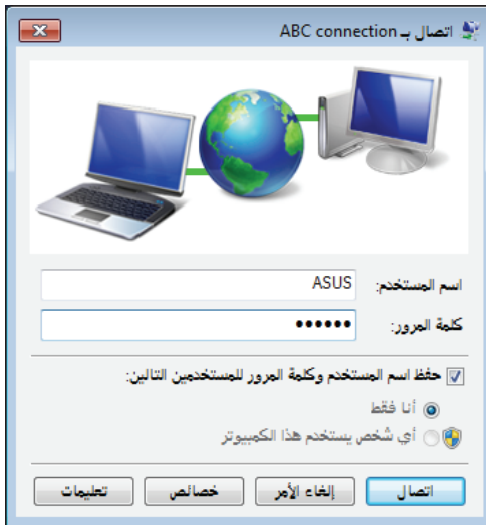 اتصال بـ ABC connection
اسم المستخدم: ASUS
كلمة المرور: ••••••
حفظ اسم المستخدم وكلمة المرور للمستخدمين التالين:
أنا فقط
أي شخص يستخدم هذا الكمبيوتر
اتصال إلغاء الأمر خصائص تعليمات